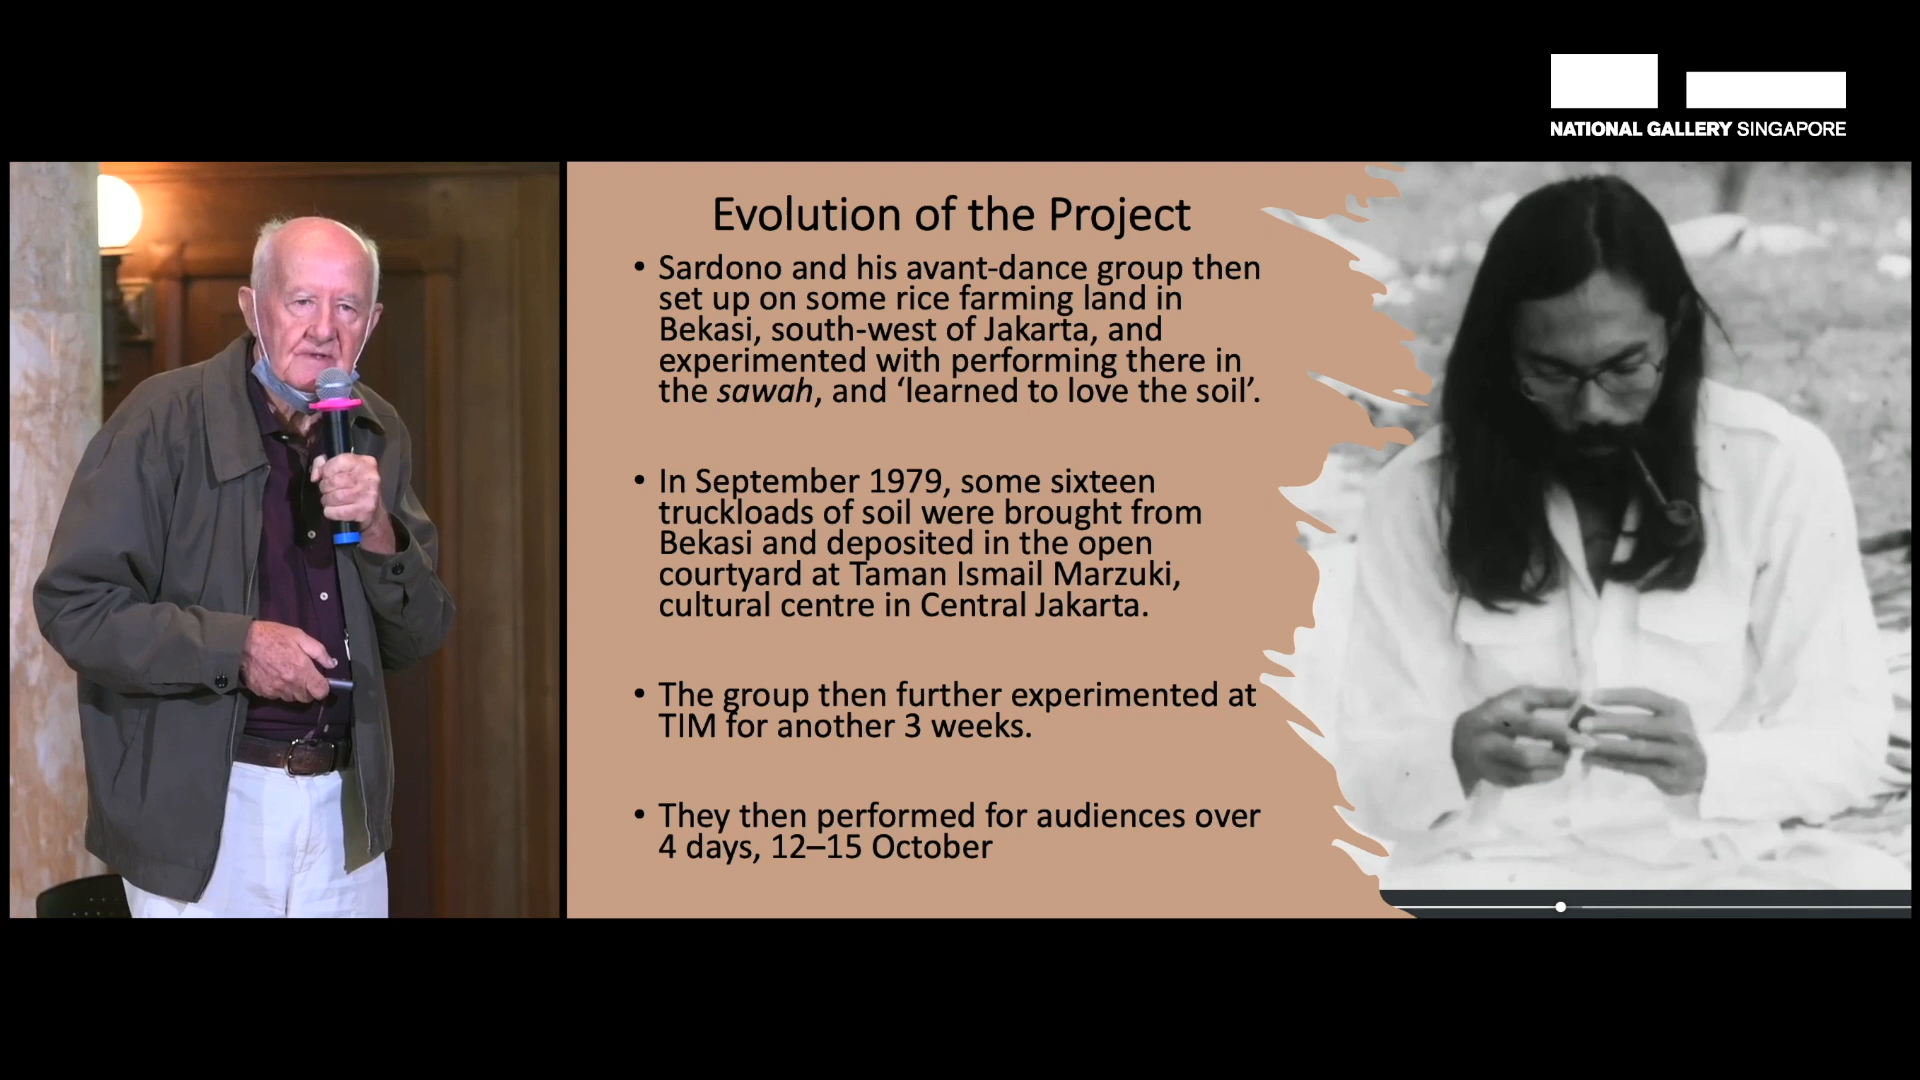 NATIONAL GALLERY SINGAPORE
Evolution of the Project
• Sardono and his avant-dance group then
set up on some rice farming land in
Bekasi, south-west of Jakarta, and
experimented with performing there in
the sawah, and ‘learned to love the soil’.
• In September 1979, some sixteen
truckloads of soil were brought from
Bekasi and deposited in the open
courtyard at Taman Ismail Marzuki,
cultural centre in Central Jakarta.
• The group then further experimented at
TIM for another 3 weeks.
• They then performed for audiences over
4 days, 12–15 October